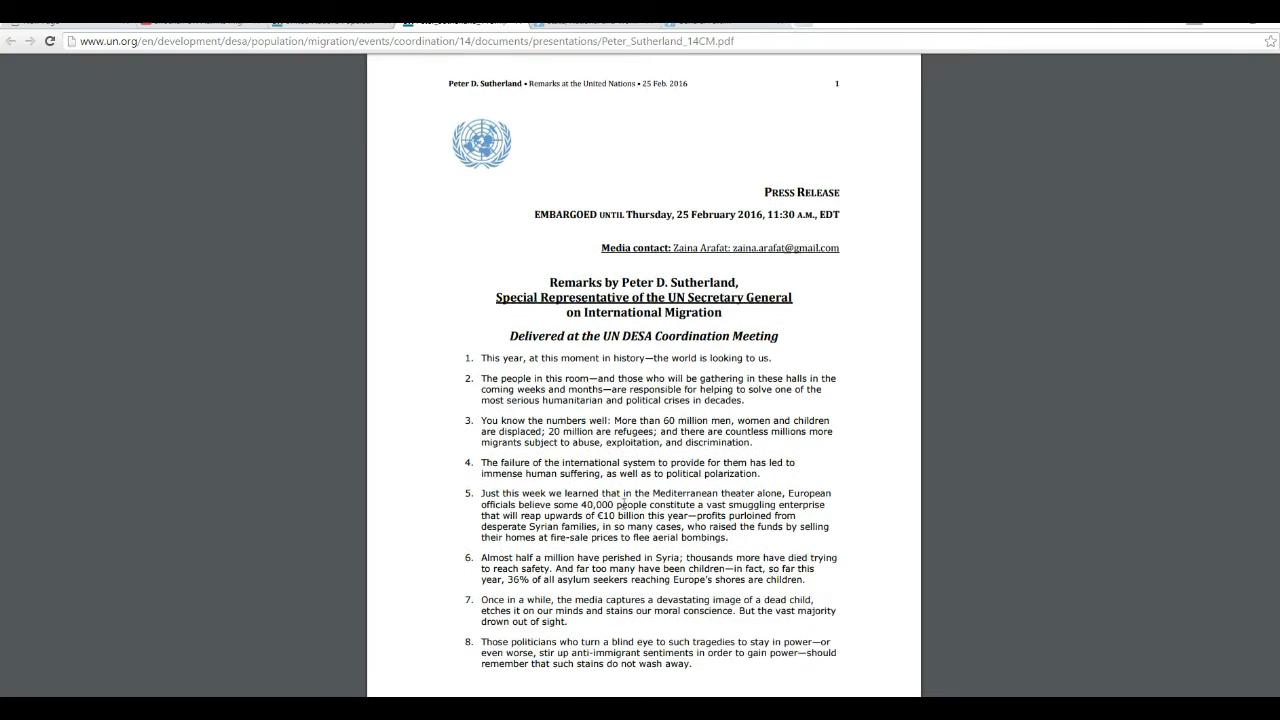 www.un.org/en/development/desa/population/migration/events/coordination/14/documents/presentations/Peter_Sutherland_14CM.pdf
Peter D. Sutherland • Remarks at the United Nations • 25 Feb. 2016 1
PRESS RELEASE
EMBARGOED UNTIL Thursday, 25 February 2016, 11:30 A.M., EDT
Media contact: Zaina Arafat: zaina.arafat@gmail.com
Remarks by Peter D. Sutherland,
Special Representative of the UN Secretary General
on International Migration
Delivered at the UN DESA Coordination Meeting
1. This year, at this moment in history—the world is looking to us.
2. The people in this room—and those who will be gathering in these halls in the
coming weeks and months—are responsible for helping to solve one of the
most serious humanitarian and political crises in decades.
3. You know the numbers well: More than 60 million men, women and children
are displaced; 20 million are refugees; and there are countless millions more
migrants subject to abuse, exploitation, and discrimination.
4. The failure of the international system to provide for them has led to
immense human suffering, as well as to political polarization.
5. Just this week we learned that in the Mediterranean theater alone, European
officials believe some 40,000 people constitute a vast smuggling enterprise
that will reap upwards of €10 billion this year—profits purloined from
desperate Syrian families, in so many cases, who raised the funds by selling
their homes at fire-sale prices to flee aerial bombings.
6. Almost half a million have perished in Syria; thousands more have died trying
to reach safety. And far too many have been children—in fact, so far this
year, 36% of all asylum seekers reaching Europe's shores are children.
7. Once in a while, the media captures a devastating image of a dead child,
etches it on our minds and stains our moral conscience. But the vast majority
drown out of sight.
8. Those politicians who turn a blind eye to such tragedies to stay in power—or
even worse, stir up anti-immigrant sentiments in order to gain power—should
remember that such stains do not wash away.